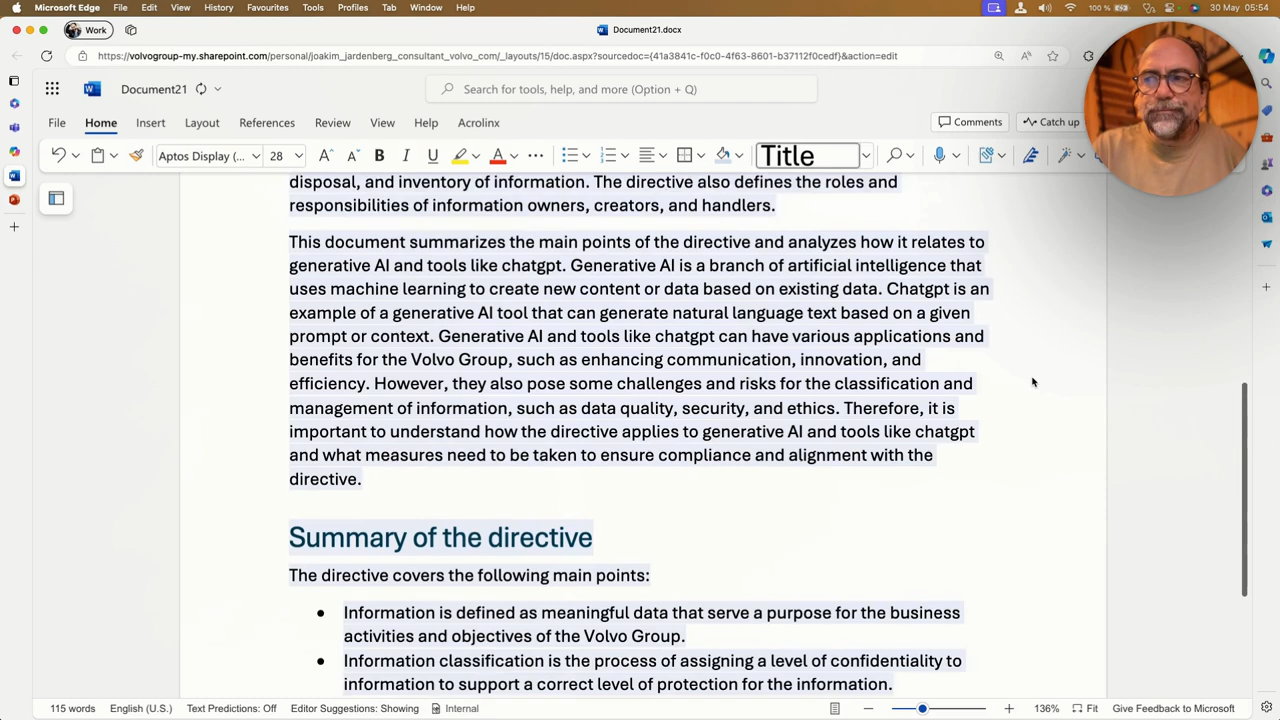 Microsoft Edge File Edit View History Favourites Tools Profiles Tab Window Help 100 % 30 May 05:54
Work Document21.docx
https://volvogroup-my.sharepoint.com/personal/joakim_jardenberg_consultant_volvo_com/_layouts/15/doc.aspx?sourcedoc={41a3841c-f0c0-4f63-8601-b37112f0cedf}&action=edit
Document21 Search for tools, help, and more (Option + Q)
File Home Insert Layout References Review View Help Acrolinx Comments Catch up
Aptos Display (... 28 B I U A Title
disposal, and inventory of information. The directive also defines the roles and
responsibilities of information owners, creators, and handlers.
This document summarizes the main points of the directive and analyzes how it relates to
generative AI and tools like chatgpt. Generative AI is a branch of artificial intelligence that
uses machine learning to create new content or data based on existing data. Chatgpt is an
example of a generative AI tool that can generate natural language text based on a given
prompt or context. Generative AI and tools like chatgpt can have various applications and
benefits for the Volvo Group, such as enhancing communication, innovation, and
efficiency. However, they also pose some challenges and risks for the classification and
management of information, such as data quality, security, and ethics. Therefore, it is
important to understand how the directive applies to generative AI and tools like chatgpt
and what measures need to be taken to ensure compliance and alignment with the
directive.
Summary of the directive
The directive covers the following main points:
• Information is defined as meaningful data that serve a purpose for the business
activities and objectives of the Volvo Group.
• Information classification is the process of assigning a level of confidentiality to
information to support a correct level of protection for the information.
115 words English (U.S.) Text Predictions: Off Editor Suggestions: Showing Internal 136% Fit Give Feedback to Microsoft